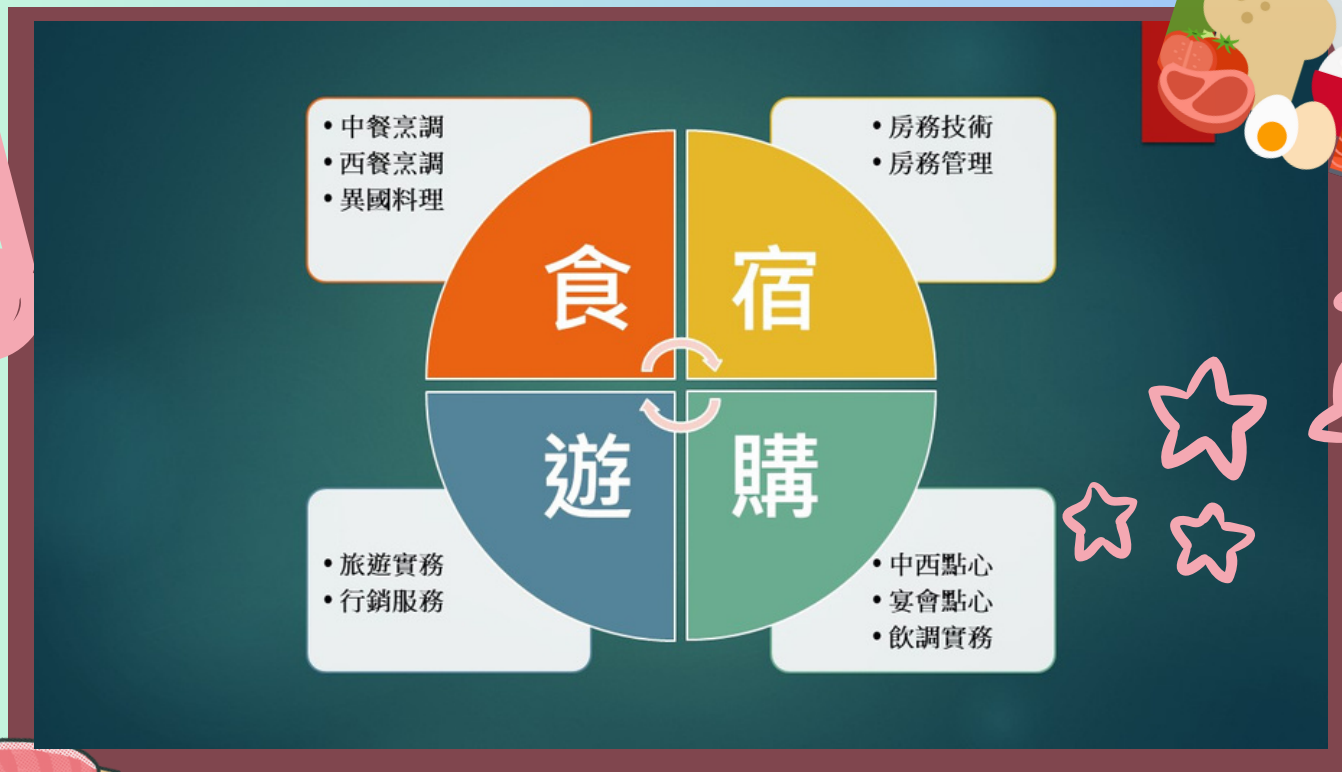 • 中餐烹調
• 西餐烹調
• 異國料理
食
• 房務技術
• 房務管理
宿
遊
• 旅遊實務
• 行銷服務
購
• 中西點心
• 宴會點心
• 飲調實務